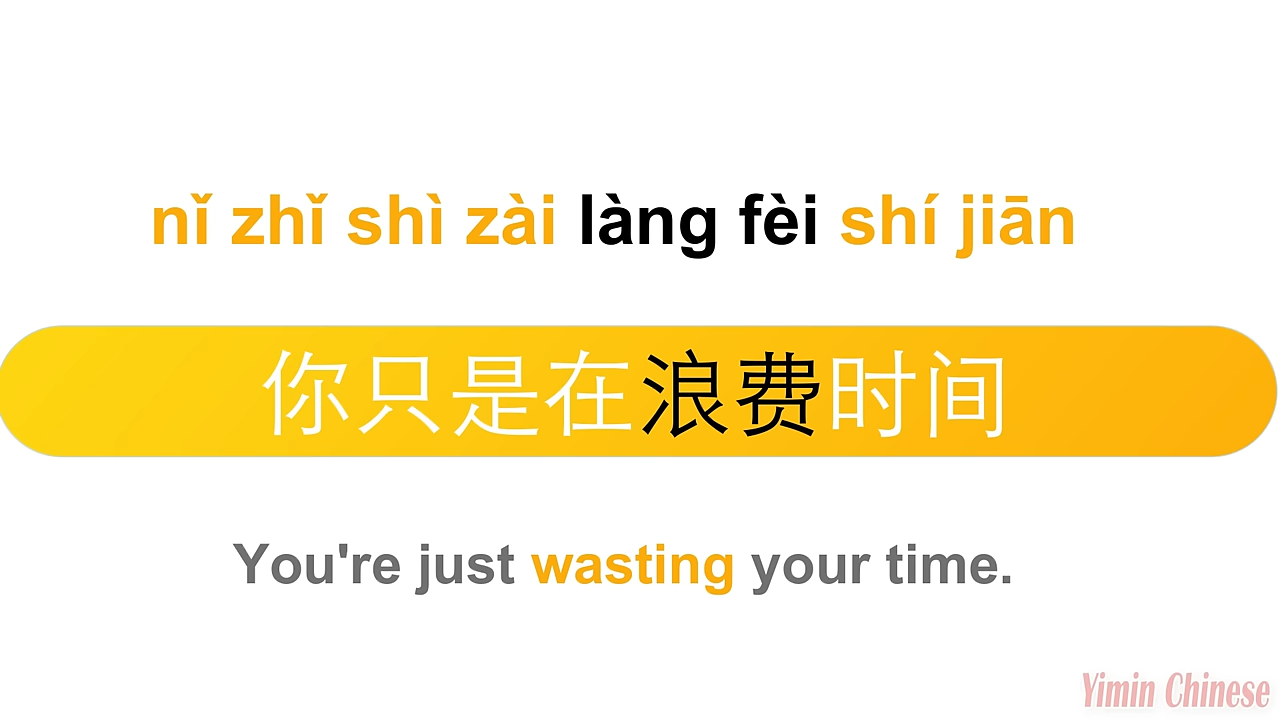 nǐ zhǐ shì zài làng fèi shí jiān
你只是在浪费时间
You're just wasting your time.
Yimin Chinese